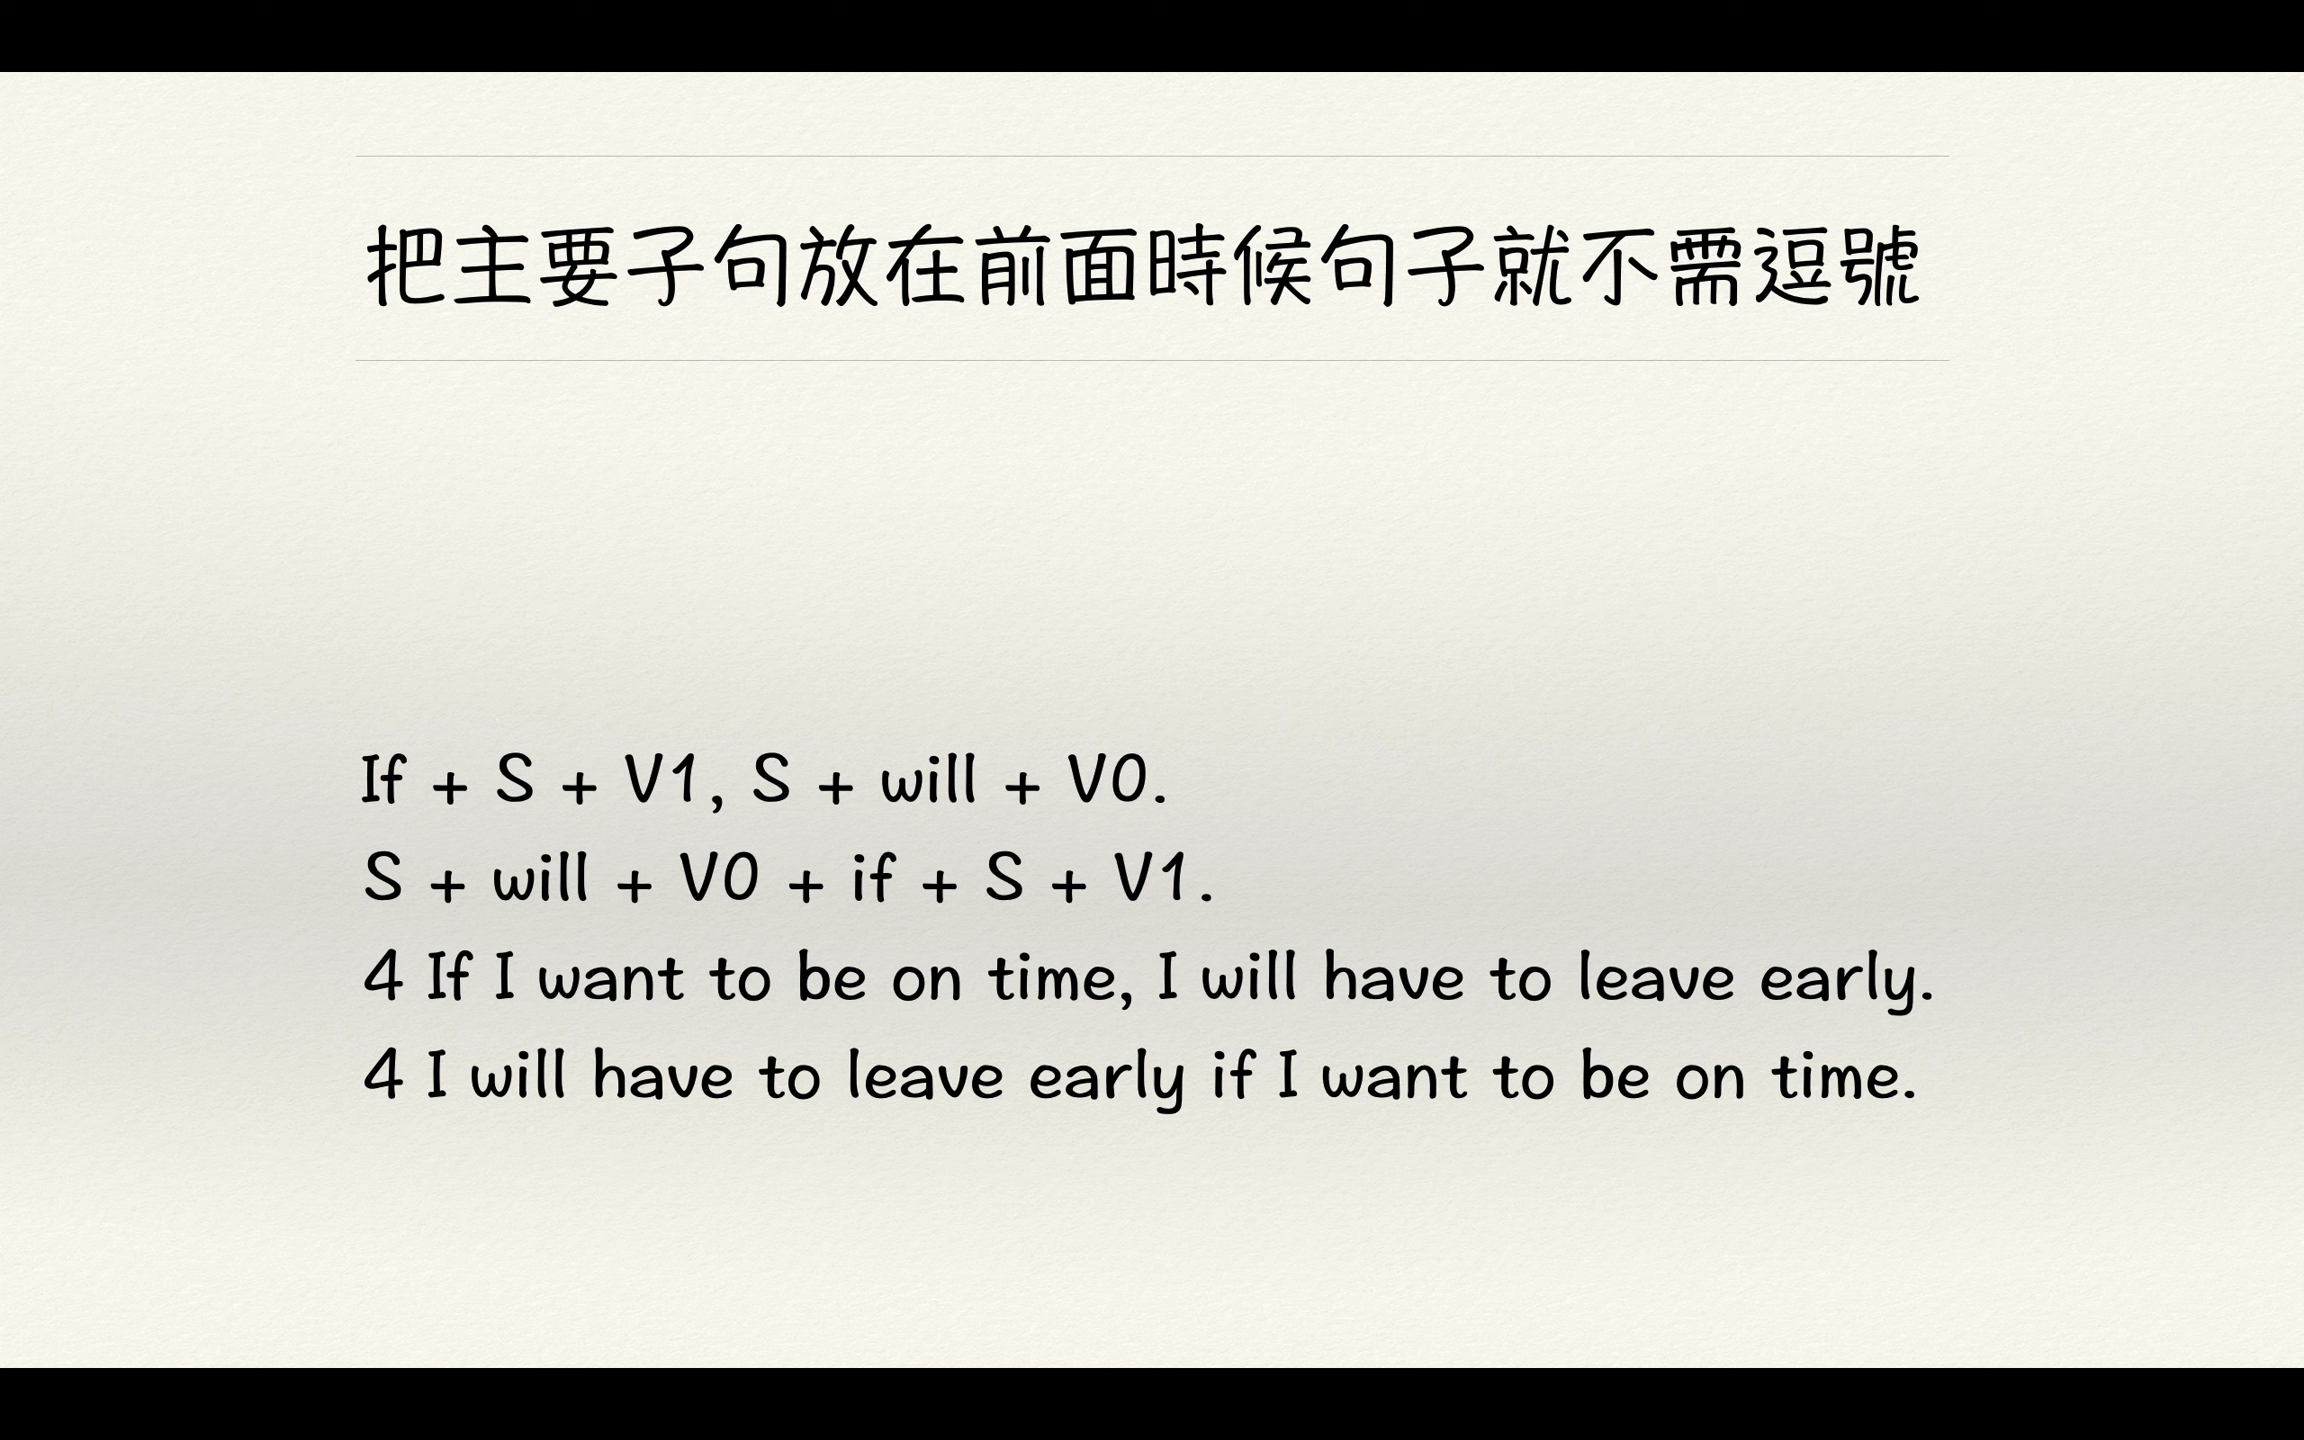 把主要子句放在前面時候句子就不需逗號
If + S + V1, S + will + V0.
S + will + V0 + if + S + V1.
4 If I want to be on time, I will have to leave early.
4 I will have to leave early if I want to be on time.